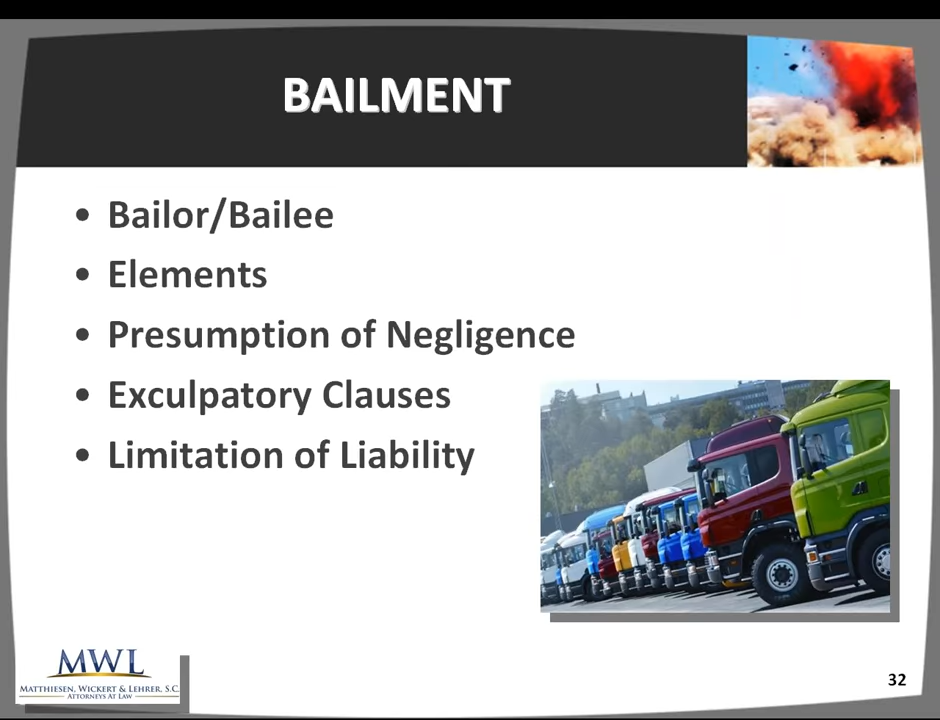 BAILMENT
• Bailor/Bailee
• Elements
• Presumption of Negligence
• Exculpatory Clauses
• Limitation of Liability
MWL
MATTHIESEN, WICKERT & LEHRER, S.C.
ATTORNEYS AT LAW
32